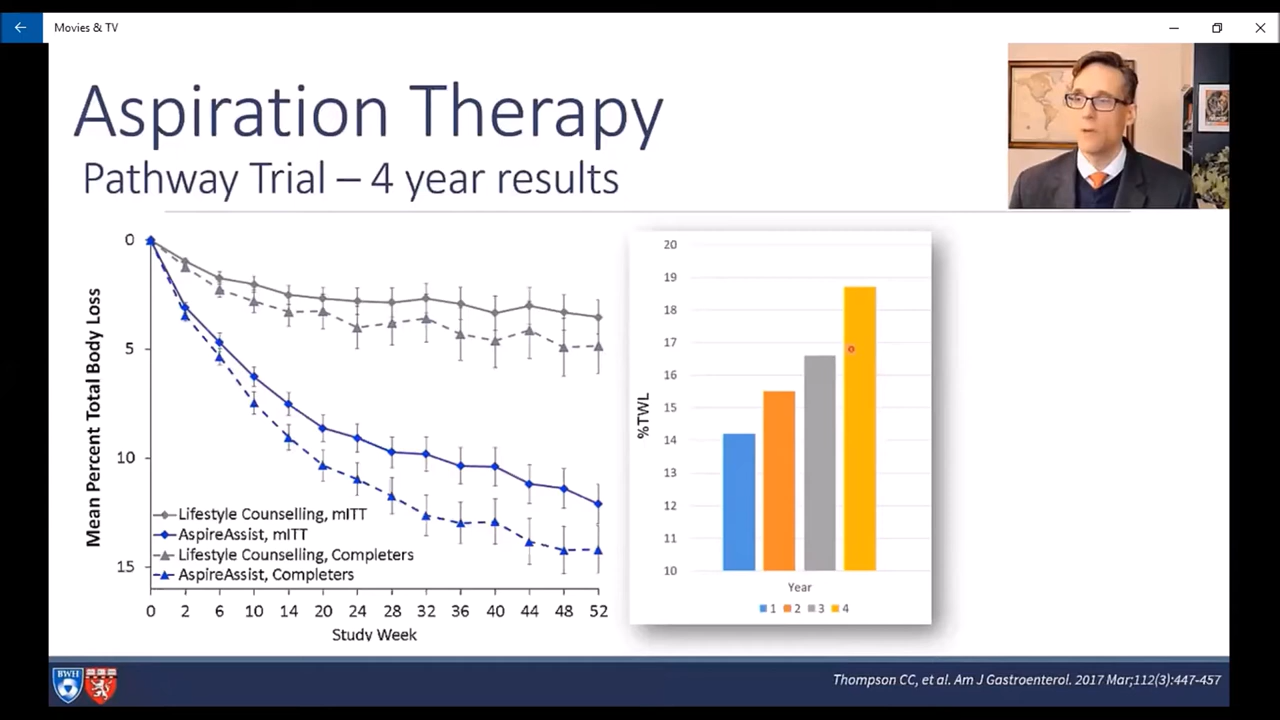 Movies & TV
Aspiration Therapy
Pathway Trial – 4 year results
Mean Percent Total Body Loss
0
5
10
15
Lifestyle Counselling, mITT
AspireAssist, mITT
Lifestyle Counselling, Completers
AspireAssist, Completers
0 2 6 10 14 20 24 28 32 36 40 44 48 52
Study Week
%TWL
20
19
18
17
16
15
14
13
12
11
10
Year
1 2 3 4
BWH
Thompson CC, et al. Am J Gastroenterol. 2017 Mar;112(3):447-457